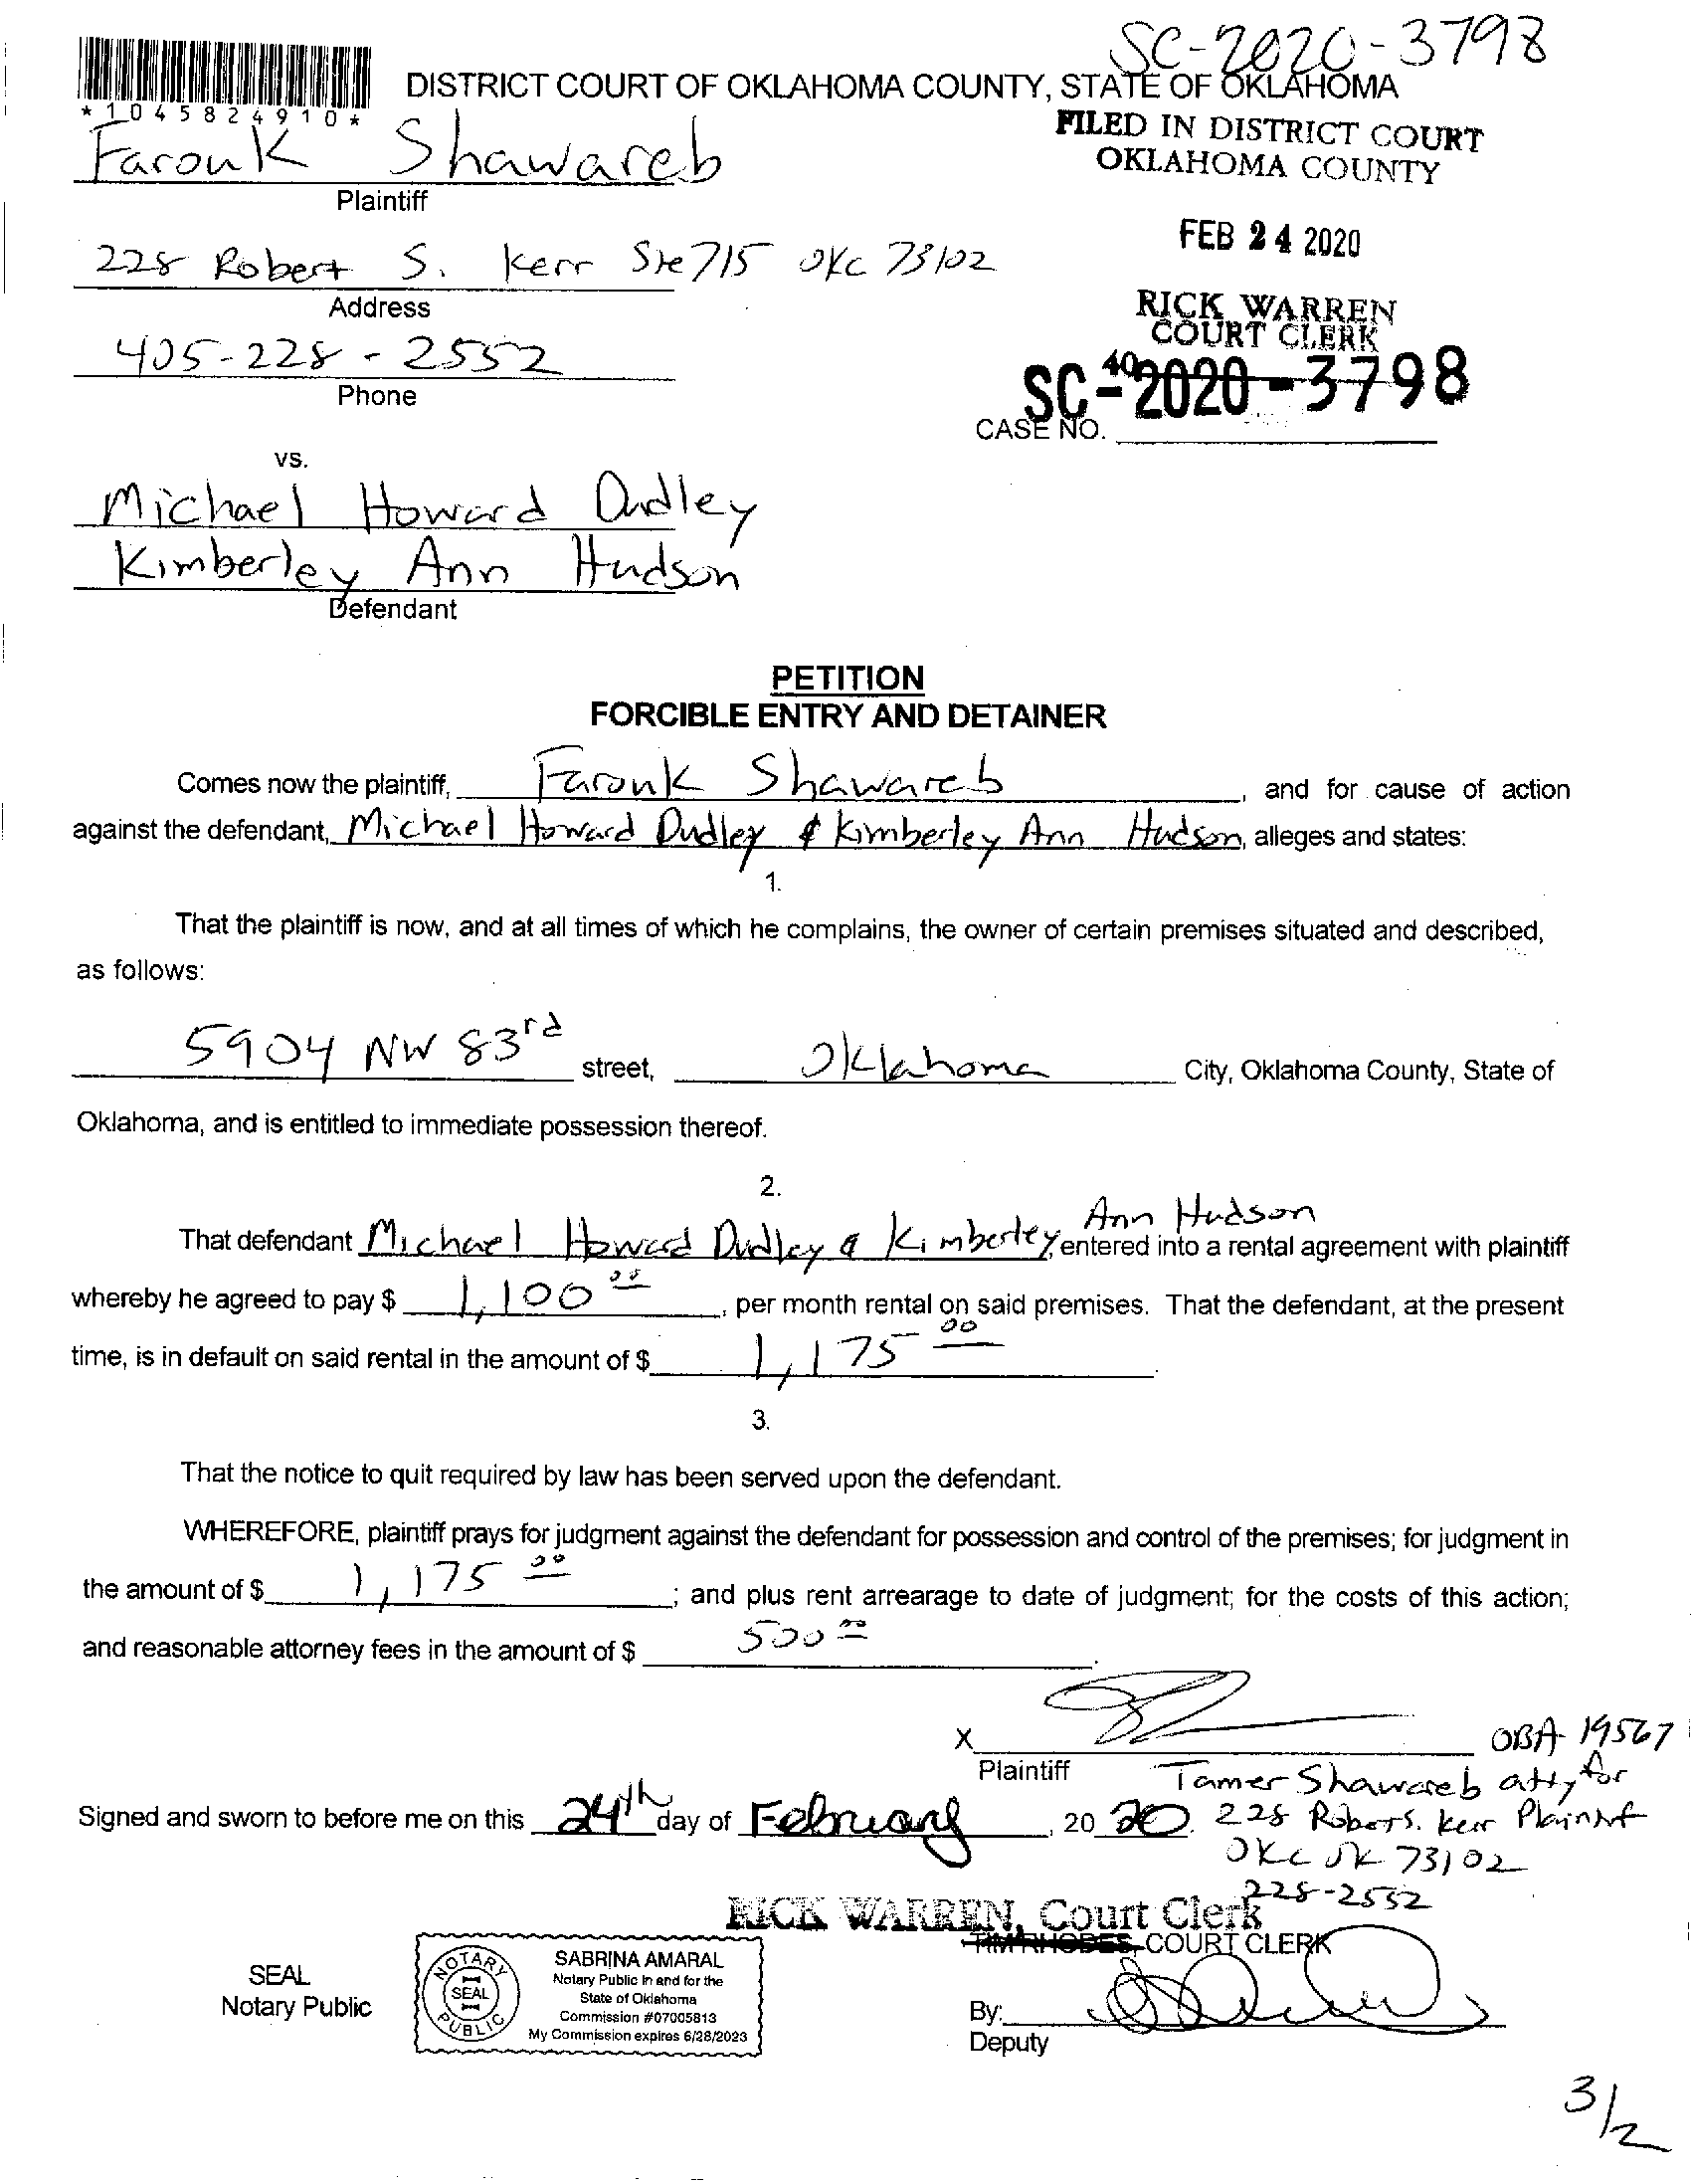 SC-2020-3798
DISTRICT COURT OF OKLAHOMA COUNTY, STATE OF OKLAHOMA
*1045824910*
FILED IN DISTRICT COURT
OKLAHOMA COUNTY
Farouk Shawareb
Plaintiff
FEB 24 2020
228 Robert S. Kerr Ste 715 OKC 73102
Address
RICK WARREN
COURT CLERK
405-228-2552
Phone
40
SC-2020-3798
CASE NO.
vs.
Michael Howard Dudley
Kimberley Ann Hudson
Defendant
PETITION
FORCIBLE ENTRY AND DETAINER
Comes now the plaintiff, Farouk Shawareb, and for cause of action
against the defendant, Michael Howard Dudley & Kimberley Ann Hudson, alleges and states:
1.
That the plaintiff is now, and at all times of which he complains, the owner of certain premises situated and described,
as follows:
5904 NW 83rd street, Oklahoma City, Oklahoma County, State of
Oklahoma, and is entitled to immediate possession thereof.
2.
Ann Hudson
That defendant Michael Howard Dudley & Kimberley, entered into a rental agreement with plaintiff
whereby he agreed to pay $ 1,100 00, per month rental on said premises. That the defendant, at the present
time, is in default on said rental in the amount of $ 1,175 00.
3.
That the notice to quit required by law has been served upon the defendant.
WHEREFORE, plaintiff prays for judgment against the defendant for possession and control of the premises; for judgment in
the amount of $ 1,175 00; and plus rent arrearage to date of judgment; for the costs of this action;
and reasonable attorney fees in the amount of $ 500 00.
X OBA 19567
Plaintiff Tamer Shawareb atty for
Signed and sworn to before me on this 24th day of February, 2020. 228 Robert S. Kerr Plaintiff
OKC OK 73102
228-2552
RICK WARREN, Court Clerk
TIM RHODES, COURT CLERK
SEAL
Notary Public
NOTARY PUBLIC
SEAL
SABRINA AMARAL
Notary Public in and for the
State of Oklahoma
Commission #07005813
My Commission expires 6/28/2023
By:
Deputy
3/2